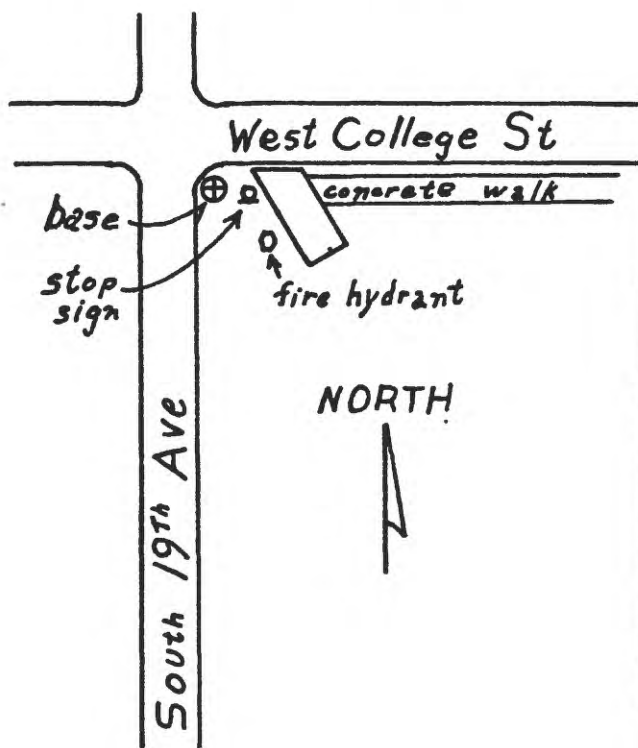 West College St
concrete walk
base
stop
sign
fire hydrant
NORTH
South 19Th Ave